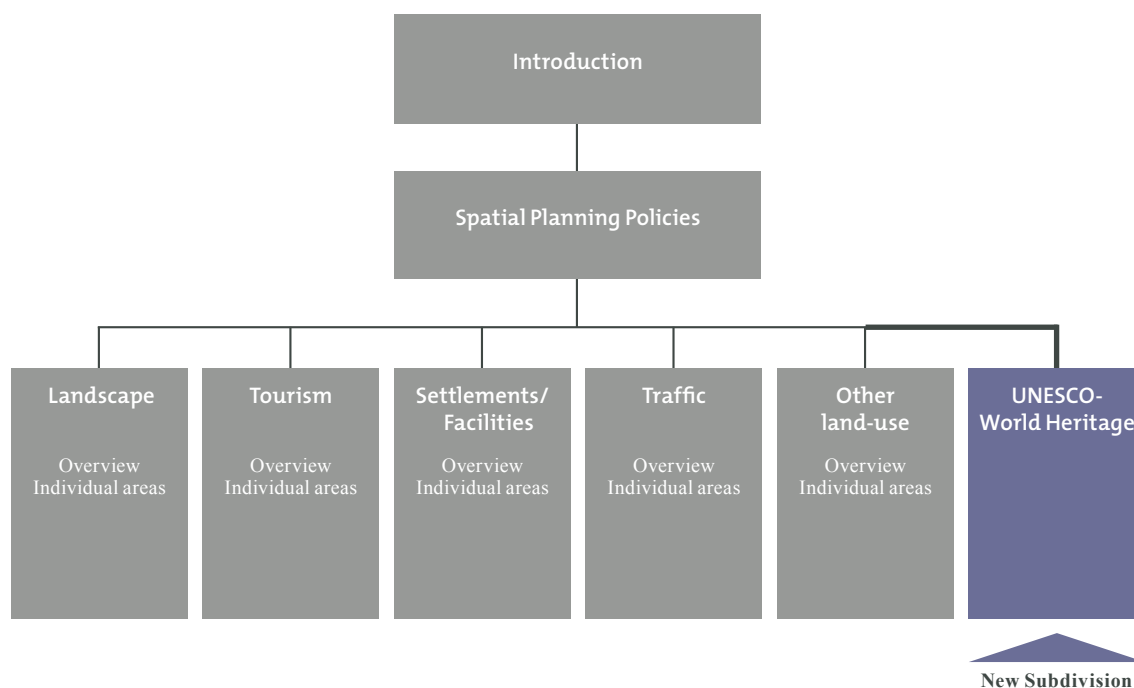 Introduction
Spatial Planning Policies
Landscape
Overview
Individual areas
Tourism
Overview
Individual areas
Settlements/
Facilities
Overview
Individual areas
Traffic
Overview
Individual areas
Other
land-use
Overview
Individual areas
UNESCO-
World Heritage
New Subdivision